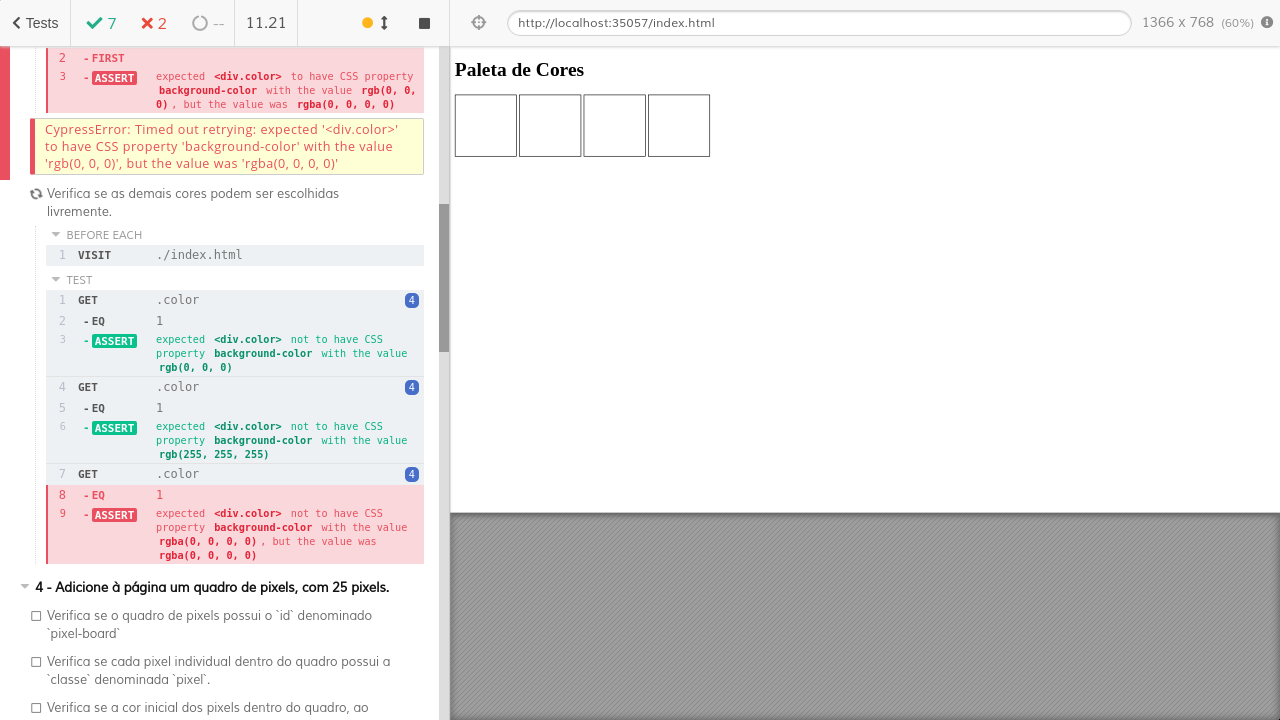 Tests
7
2
--
11.21
http://localhost:35057/index.html
1366 x 768 (60%)
2 - FIRST
3 - ASSERT expected <div.color> to have CSS property
background-color with the value rgb(0, 0,
0), but the value was rgba(0, 0, 0, 0)
CypressError: Timed out retrying: expected '<div.color>'
to have CSS property 'background-color' with the value
'rgb(0, 0, 0)', but the value was 'rgba(0, 0, 0, 0)'
Verifica se as demais cores podem ser escolhidas
livremente.
BEFORE EACH
1 VISIT ./index.html
TEST
1 GET .color 4
2 - EQ 1
3 - ASSERT expected <div.color> not to have CSS
property background-color with the value
rgb(0, 0, 0)
4 GET .color 4
5 - EQ 1
6 - ASSERT expected <div.color> not to have CSS
property background-color with the value
rgb(255, 255, 255)
7 GET .color 4
8 - EQ 1
9 - ASSERT expected <div.color> not to have CSS
property background-color with the value
rgba(0, 0, 0, 0), but the value was
rgba(0, 0, 0, 0)
4 - Adicione à página um quadro de pixels, com 25 pixels.
Verifica se o quadro de pixels possui o `id` denominado
`pixel-board`
Verifica se cada pixel individual dentro do quadro possui a
`classe` denominada `pixel`.
Verifica se a cor inicial dos pixels dentro do quadro, ao
Paleta de Cores